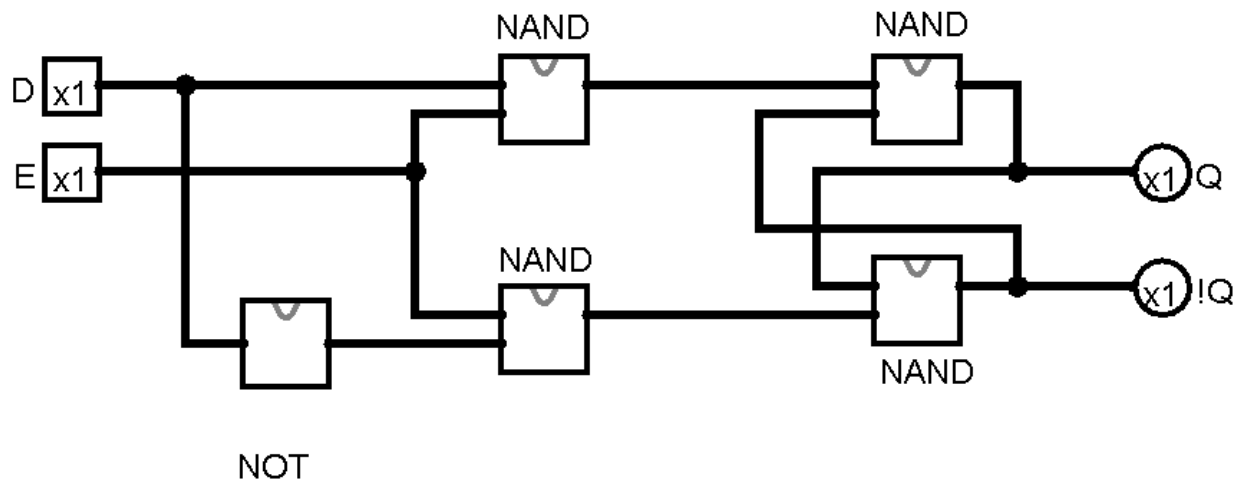 NAND
NAND
D x1
E x1
x1 Q
NAND
x1 !Q
NAND
NOT